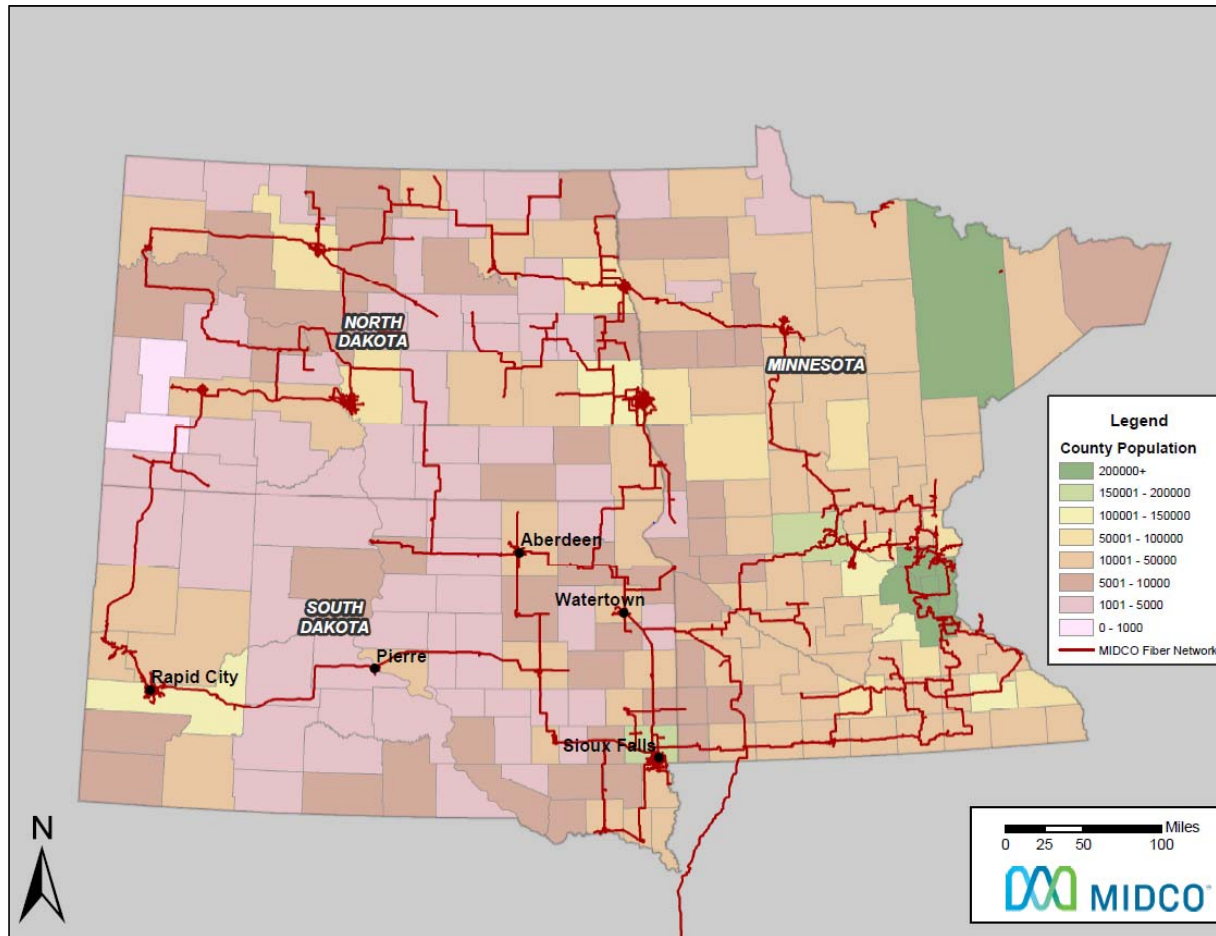 NORTH
DAKOTA
MINNESOTA
Aberdeen
Watertown
SOUTH
DAKOTA
Pierre
Rapid City
Sioux Falls
Legend
County Population
200000+
150001 - 200000
100001 - 150000
50001 - 100000
10001 - 50000
5001 - 10000
1001 - 5000
0 - 1000
MIDCO Fiber Network
N
Miles
0 25 50 100
MIDCO